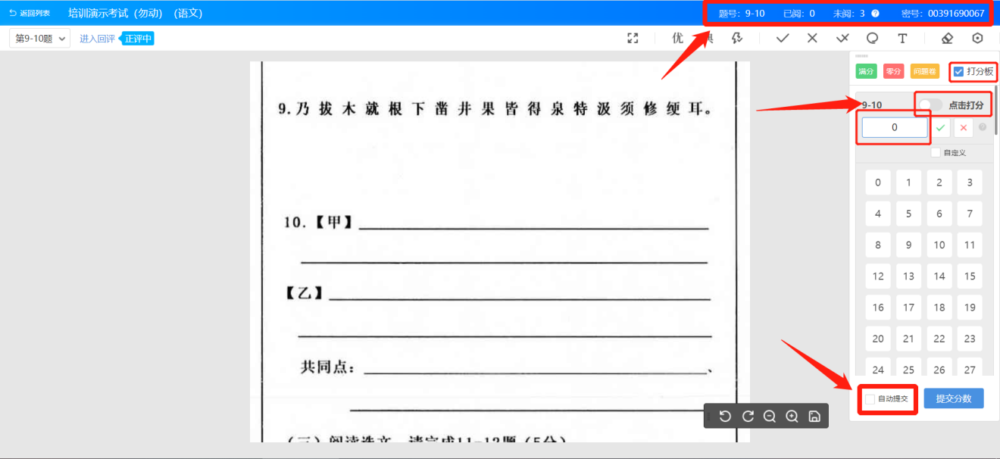 返回列表 培训演示考试（勿动）（语文） 题号：9-10 已阅：0 未阅：3 密号：00391690067
第9-10题 进入回评 正评中 优 T
满分 零分 问题卷 打分板
9-10 点击打分
0
自定义
0 1 2 3
4 5 6 7
8 9 10 11
12 13 14 15
16 17 18 19
20 21 22 23
24 25 26 27
自动提交 提交分数
9.乃拔木就根下凿井果皆得泉特汲须修绠耳。
10.【甲】
【乙】
共同点：、
（三）阅读选文，请完成11-13题（5分）